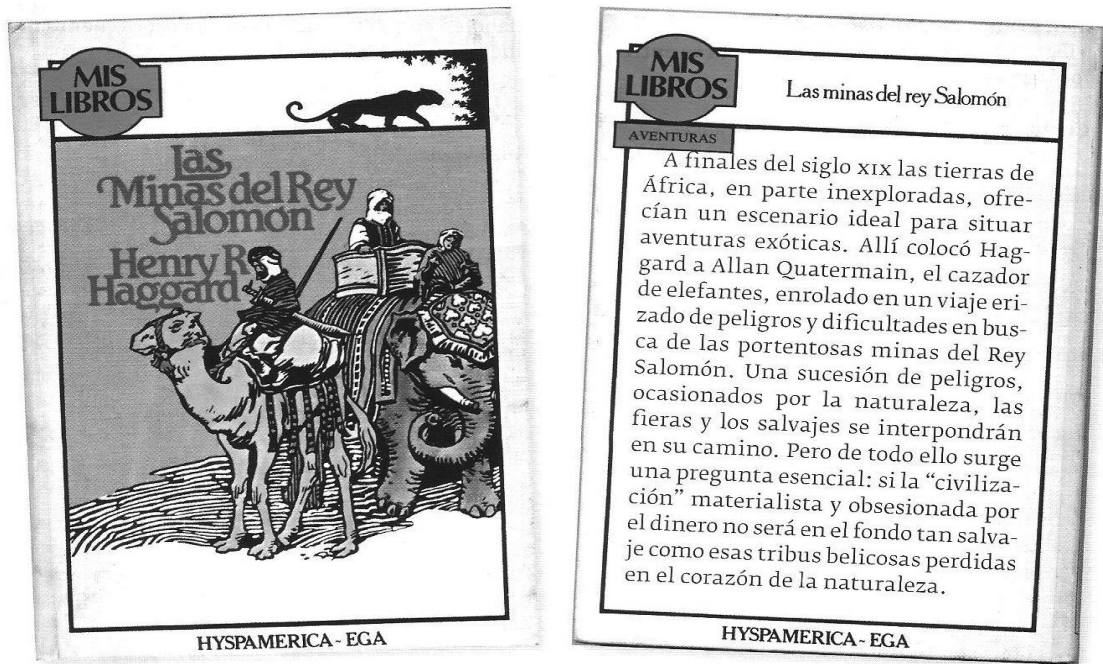 MIS
LIBROS
Las
Minas del Rey
Salomón
Henry R
Haggard
HYSPAMERICA - EGA
MIS
LIBROS
Las minas del rey Salomón
AVENTURAS
A finales del siglo XIX las tierras de
África, en parte inexploradas, ofre-
cían un escenario ideal para situar
aventuras exóticas. Allí colocó Hag-
gard a Allan Quatermain, el cazador
de elefantes, enrolado en un viaje eri-
zado de peligros y dificultades en bus-
ca de las portentosas minas del Rey
Salomón. Una sucesión de peligros,
ocasionados por la naturaleza, las
fieras y los salvajes se interpondrán
en su camino. Pero de todo ello surge
una pregunta esencial: si la “civiliza-
ción” materialista y obsesionada por
el dinero no será en el fondo tan salva-
je como esas tribus belicosas perdidas
en el corazón de la naturaleza.
HYSPAMERICA - EGA